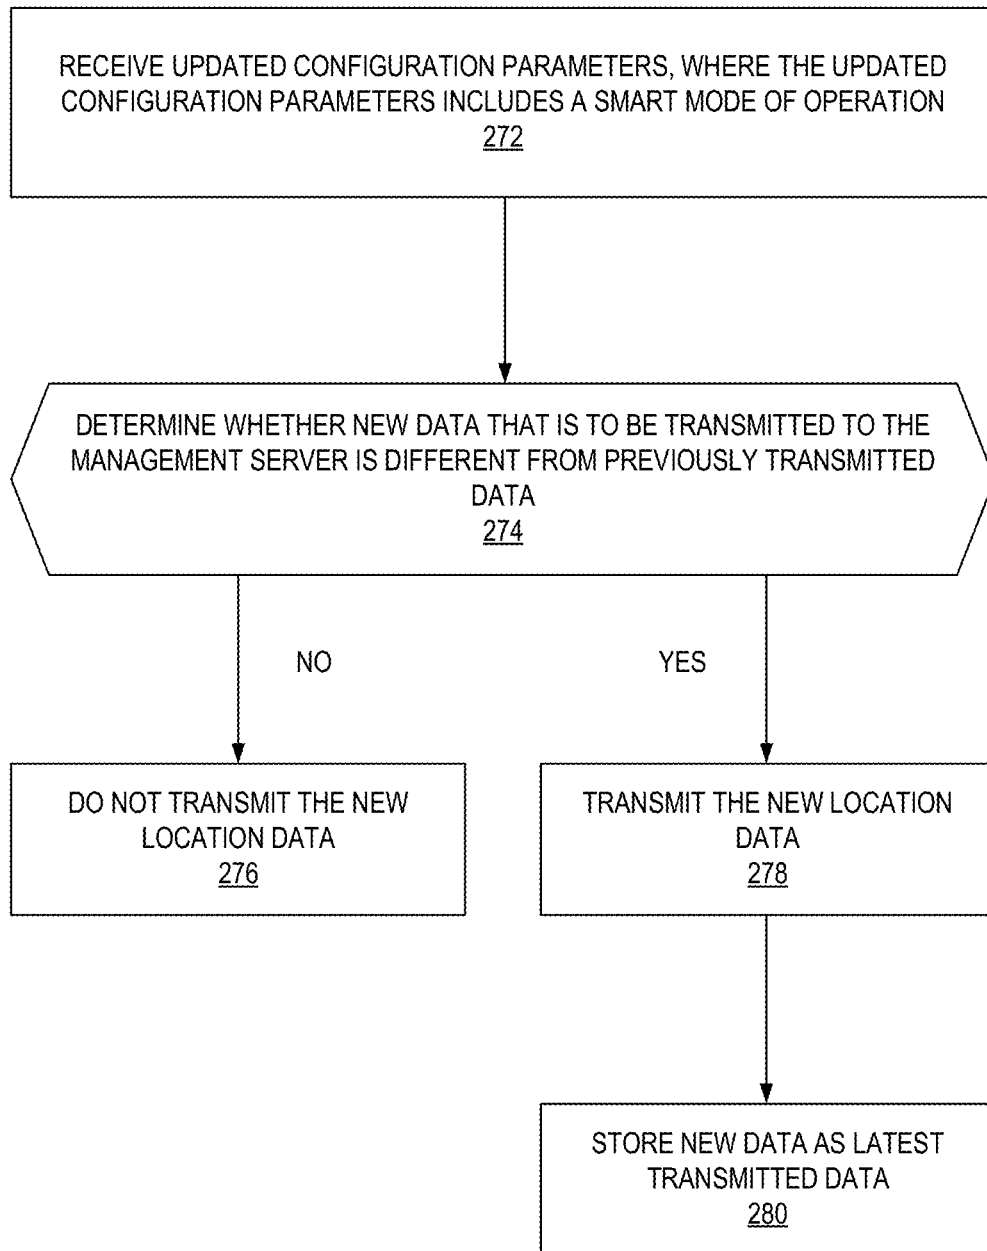 RECEIVE UPDATED CONFIGURATION PARAMETERS, WHERE THE UPDATED
CONFIGURATION PARAMETERS INCLUDES A SMART MODE OF OPERATION
272
DETERMINE WHETHER NEW DATA THAT IS TO BE TRANSMITTED TO THE
MANAGEMENT SERVER IS DIFFERENT FROM PREVIOUSLY TRANSMITTED
DATA
274
NO
YES
DO NOT TRANSMIT THE NEW
LOCATION DATA
276
TRANSMIT THE NEW LOCATION
DATA
278
STORE NEW DATA AS LATEST
TRANSMITTED DATA
280